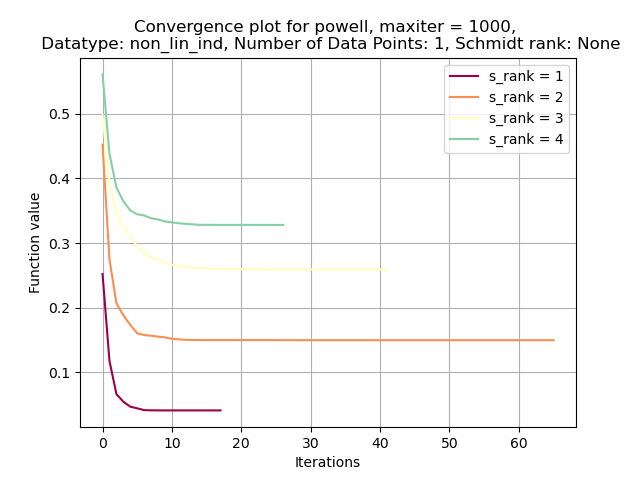 Convergence plot for powell, maxiter = 1000,
Datatype: non_lin_ind, Number of Data Points: 1, Schmidt rank: None
s_rank = 1
s_rank = 2
s_rank = 3
s_rank = 4
Function value
0.5
0.4
0.3
0.2
0.1
0 10 20 30 40 50 60
Iterations